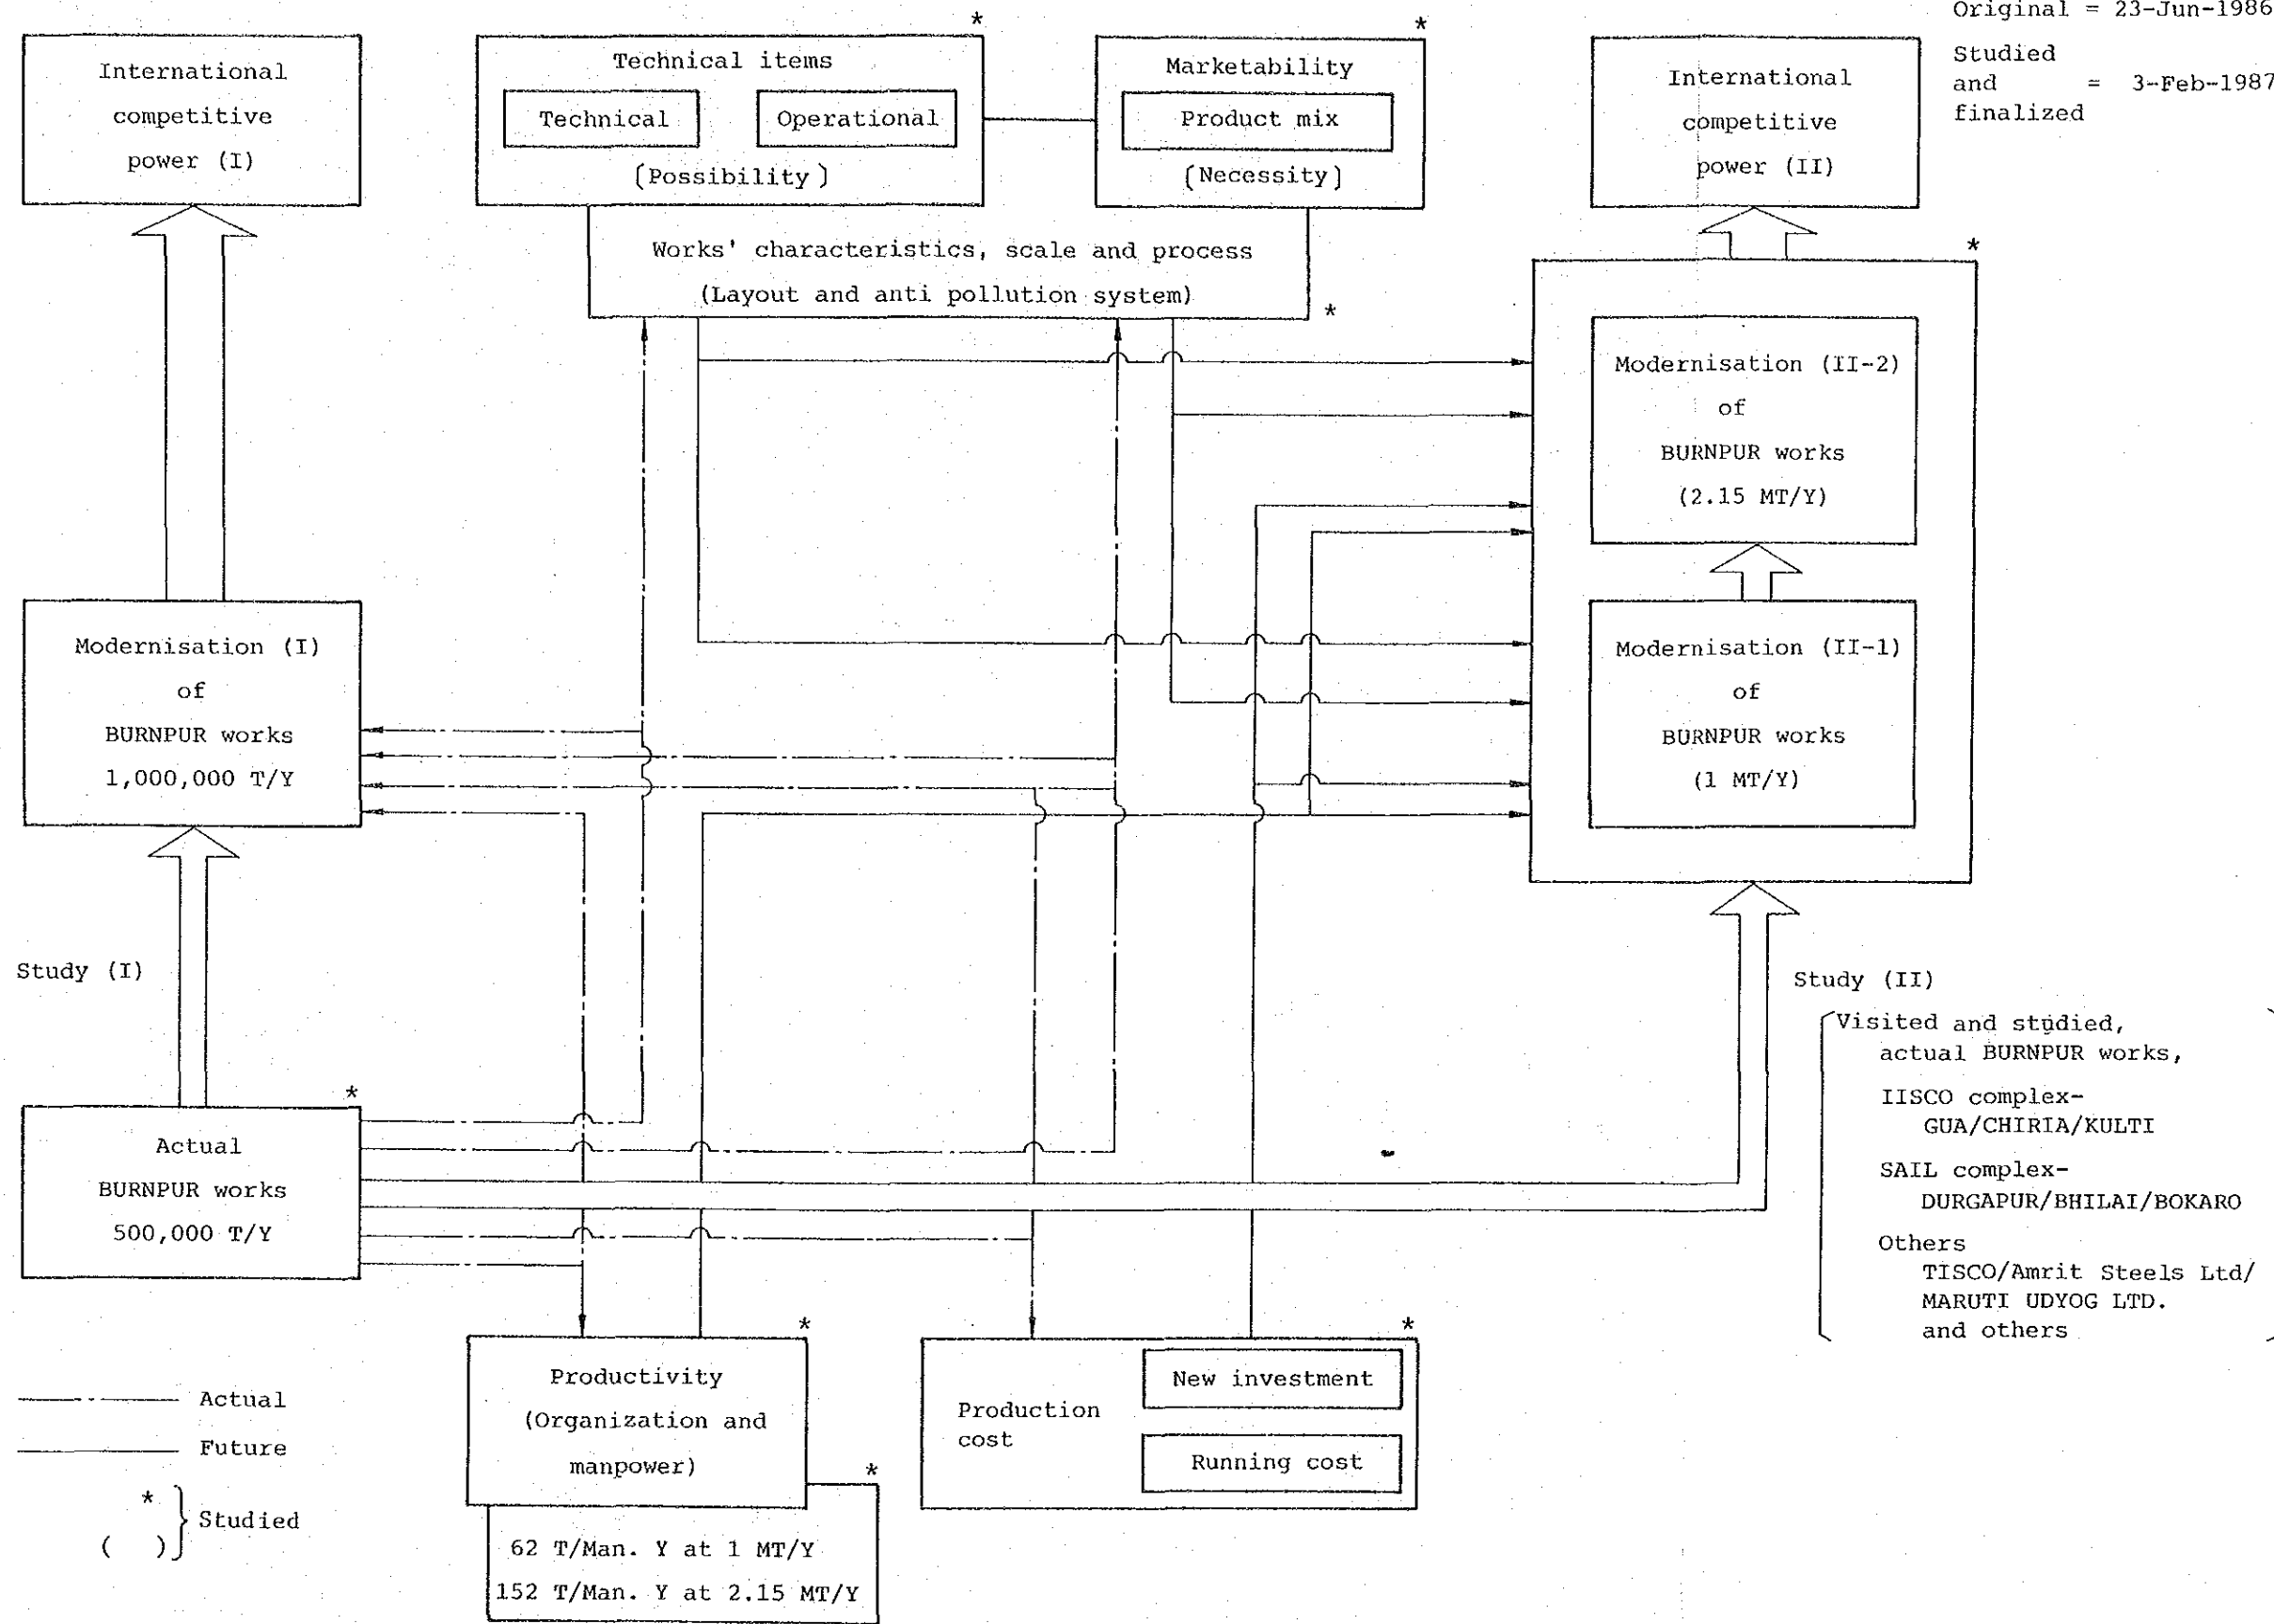 Original = 23-Jun-1986
Studied
and = 3-Feb-1987
finalized
International
competitive
power (I)
*
Technical items
Technical
Operational
(Possibility)
*
Marketability
Product mix
(Necessity)
International
competitive
power (II)
Works' characteristics, scale and process
(Layout and anti pollution system)
*
*
Modernisation (II-2)
of
BURNPUR works
(2.15 MT/Y)
Modernisation (I)
of
BURNPUR works
1,000,000 T/Y
Modernisation (II-1)
of
BURNPUR works
(1 MT/Y)
Study (I)
Study (II)
Visited and studied,
actual BURNPUR works,
IISCO complex-
GUA/CHIRIA/KULTI
SAIL complex-
DURGAPUR/BHILAI/BOKARO
Others
TISCO/Amrit Steels Ltd/
MARUTI UDYOG LTD.
and others
*
Actual
BURNPUR works
500,000 T/Y
*
Productivity
(Organization and
manpower)
*
62 T/Man. Y at 1 MT/Y
152 T/Man. Y at 2.15 MT/Y
*
Production
cost
New investment
Running cost
Actual
Future
*
( ) } Studied